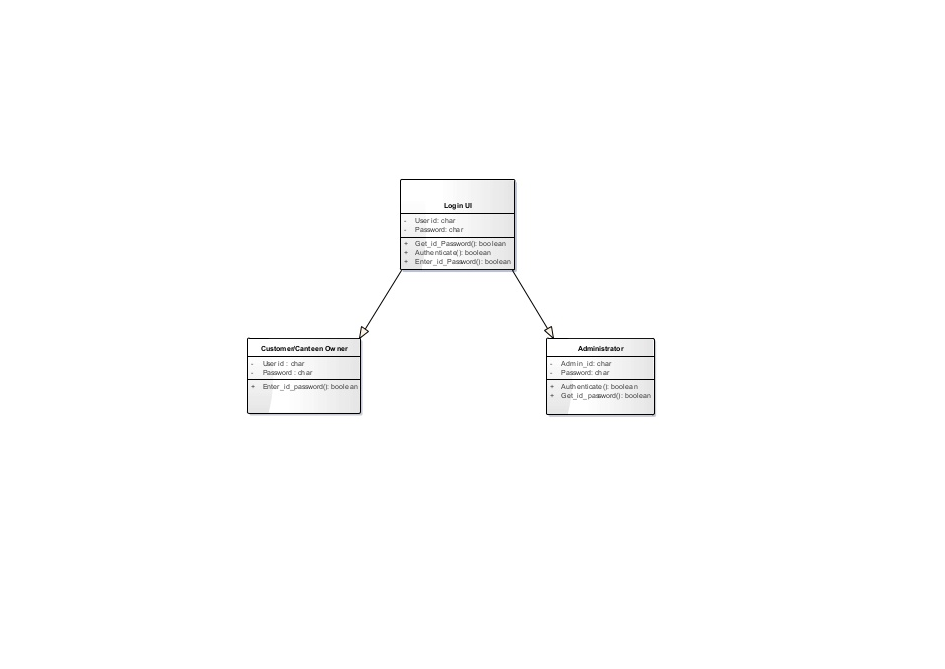 Login UI
- User id: char
- Password: char
+ Get_id_Password(): boolean
+ Authenticate(): boolean
+ Enter_id_Password(): boolean
Customer/Canteen Owner
- User id : char
- Password : char
+ Enter_id_password(): boolean
Administrator
- Admin_id: char
- Password: char
+ Authenticate(): boolean
+ Get_id_password(): boolean